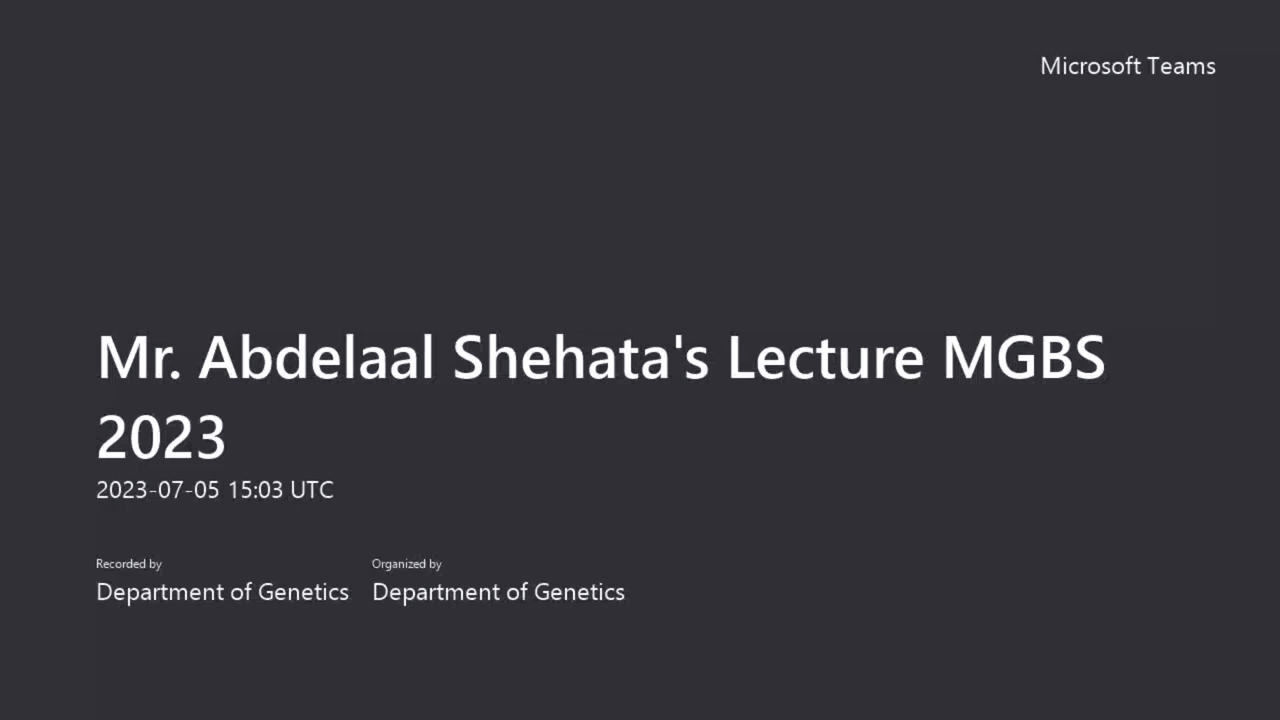 Microsoft Teams
Mr. Abdelaal Shehata's Lecture MGBS
2023
2023-07-05 15:03 UTC
Recorded by Organized by
Department of Genetics Department of Genetics